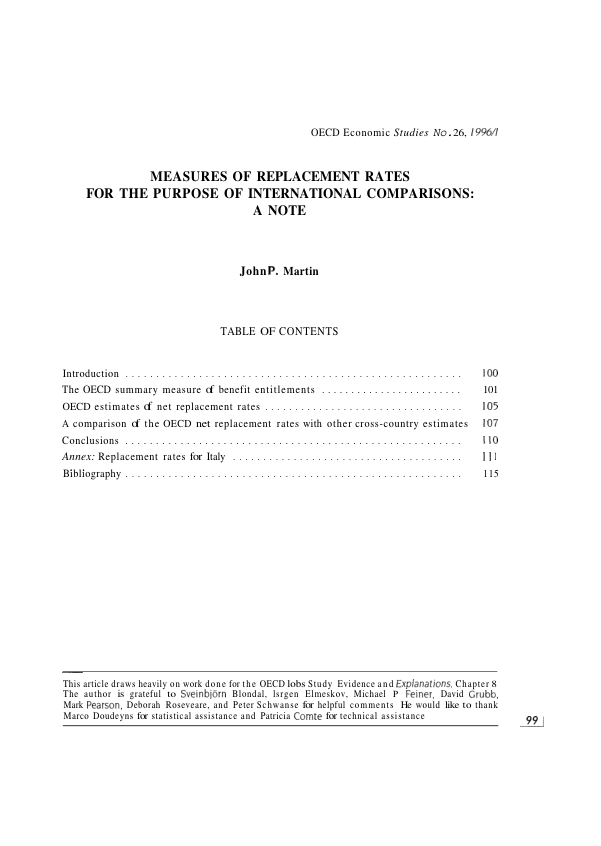 OECD Economic Studies No. 26, 1996/1
MEASURES OF REPLACEMENT RATES
FOR THE PURPOSE OF INTERNATIONAL COMPARISONS:
A NOTE
John P. Martin
TABLE OF CONTENTS
Introduction . . . . . . . . . . . . . . . . . . . . . . . . . . . . . . 100
The OECD summary measure of benefit entitlements . . . . . . . . . . . . . . . . . . . . 101
OECD estimates of net replacement rates . . . . . . . . . . . . . . . . . . . . . . . . . 105
A comparison of the OECD net replacement rates with other cross-country estimates 107
Conclusions . . . . . . . . . . . . . . . . . . . . . . . . . . . . . . 110
Annex: Replacement rates for Italy . . . . . . . . . . . . . . . . . . . . . . . . . . 111
Bibliography . . . . . . . . . . . . . . . . . . . . . . . . . . . . . . 115
This article draws heavily on work done for the OECD lobs Study Evidence and Explanations, Chapter 8
The author is grateful to Sveinbjörn Blondal, Isrgen Elmeskov, Michael P Feiner, David Grubb,
Mark Pearson, Deborah Roseveare, and Peter Schwanse for helpful comments He would like to thank
Marco Doudeyns for statistical assistance and Patricia Comte for technical assistance
99